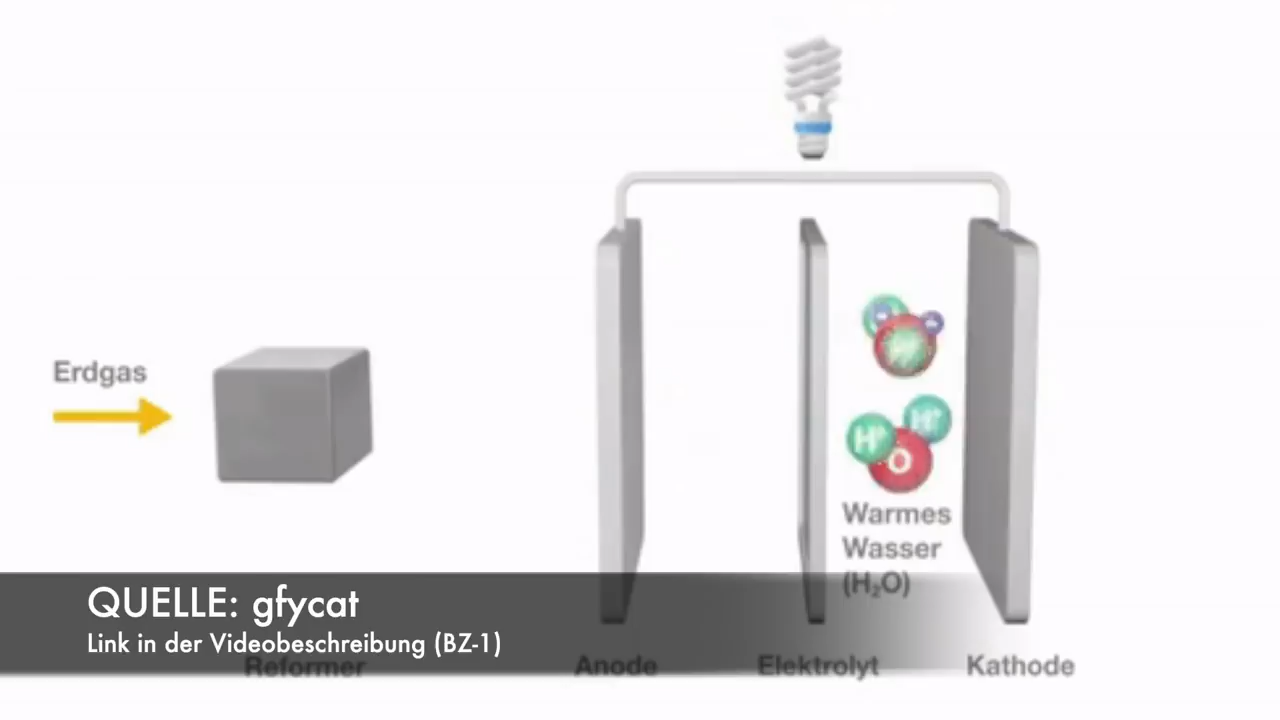 Erdgas
H⁺
H⁺
O
Warmes
Wasser
(H₂O)
QUELLE: gfycat
Link in der Videobeschreibung (BZ-1)
Reformer
Anode
Elektrolyt
Kathode